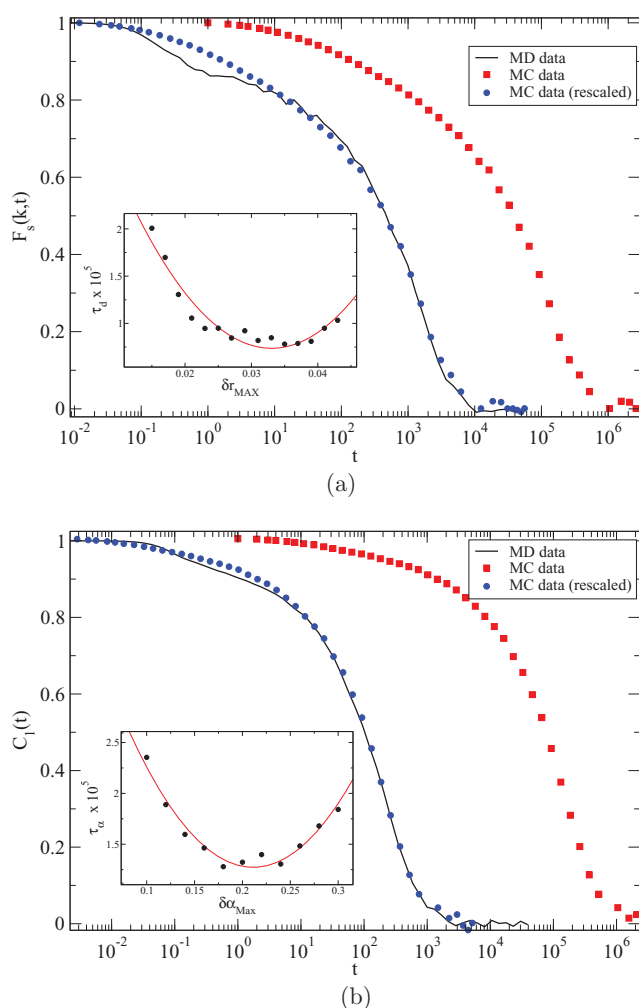 1
0.8
0.6
0.4
0.2
0
F_s(k,t)
MD data
MC data
MC data (rescaled)
2
1.5
1
τ_d x 10^5
0.02 0.03 0.04
δr_MAX
10^-2 10^-1 10^0 10^1 10^2 10^3 10^4 10^5 10^6
t
(a)
1
0.8
0.6
0.4
0.2
0
C_l(t)
MD data
MC data
MC data (rescaled)
2.5
2
1.5
τ_α x 10^5
0.1 0.15 0.2 0.25 0.3
δα_Max
10^-2 10^-1 10^0 10^1 10^2 10^3 10^4 10^5 10^6
t
(b)